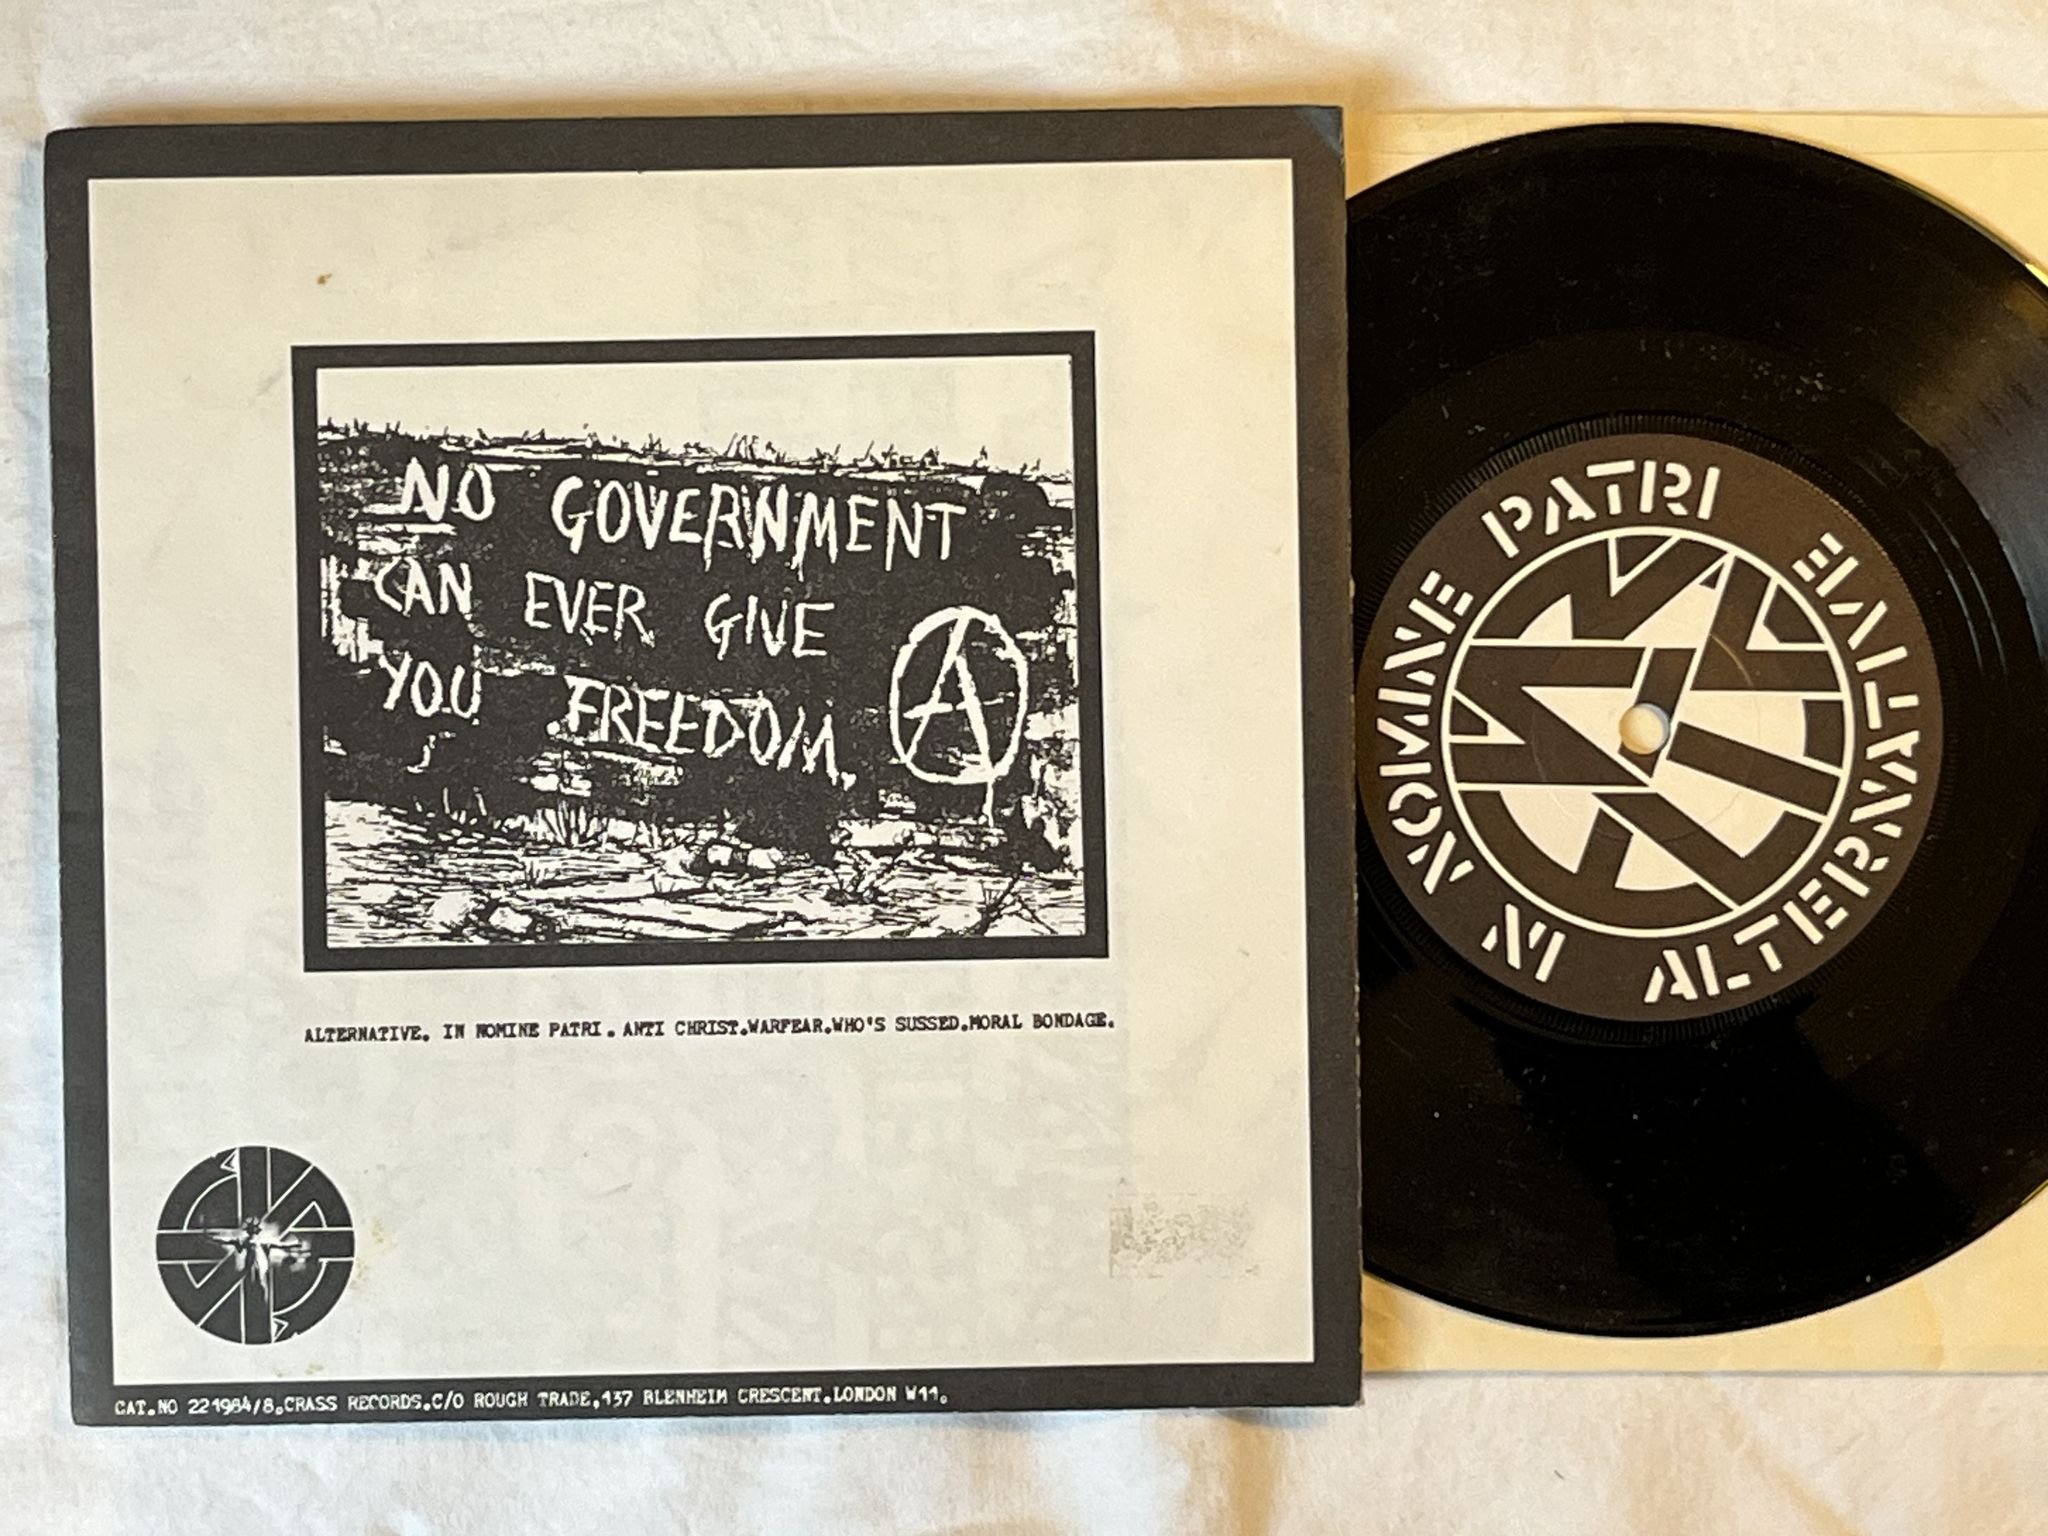 NO GOVERNMENT
CAN EVER GIVE
YOU FREEDOM.
A
ALTERNATIVE. IN NOMINE PATRI. ANTI CHRIST.WARFEAR.WHO'S SUSSED.MORAL BONDAGE.
CAT.NO 221984/8.CRASS RECORDS.C/O ROUGH TRADE,137 BLENHEIM CRESCENT.LONDON W11.
IN NOMINE PATRI
ALTERNATIVE